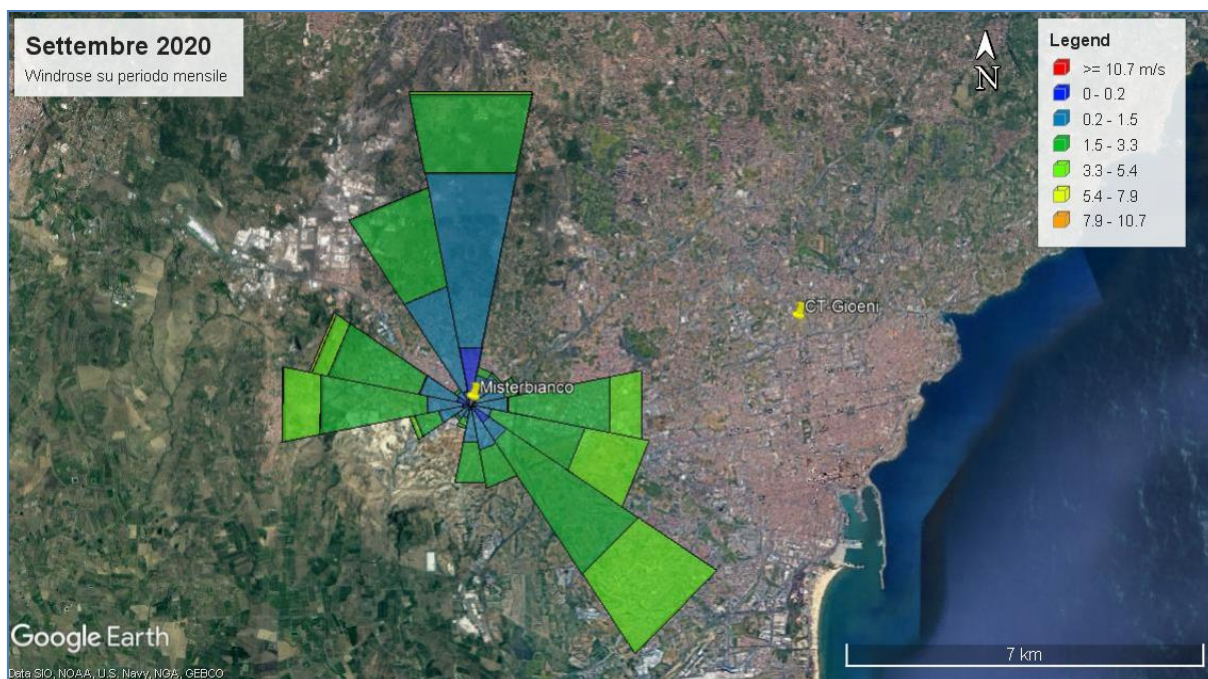 Settembre 2020
Windrose su periodo mensile
N
Legend
>= 10.7 m/s
0 - 0.2
0.2 - 1.5
1.5 - 3.3
3.3 - 5.4
5.4 - 7.9
7.9 - 10.7
CT-Gioeni
Misterbianco
Google Earth
7 km
Data SIO, NOAA, U.S. Navy, NGA, GEBCO